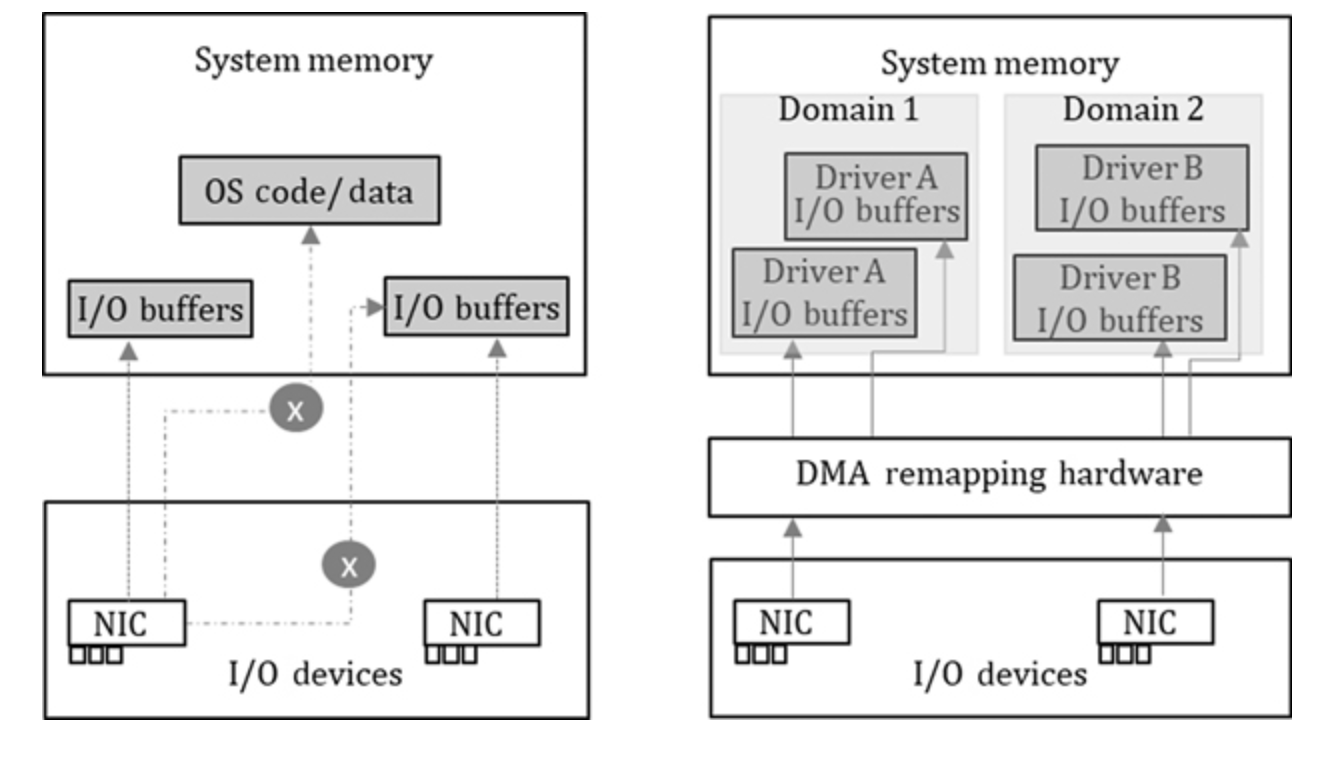 System memory
OS code/ data
I/O buffers
I/O buffers
X
X
NIC
NIC
I/O devices
System memory
Domain 1
Domain 2
Driver A
I/O buffers
Driver B
I/O buffers
Driver A
I/O buffers
Driver B
I/O buffers
DMA remapping hardware
NIC
NIC
I/O devices